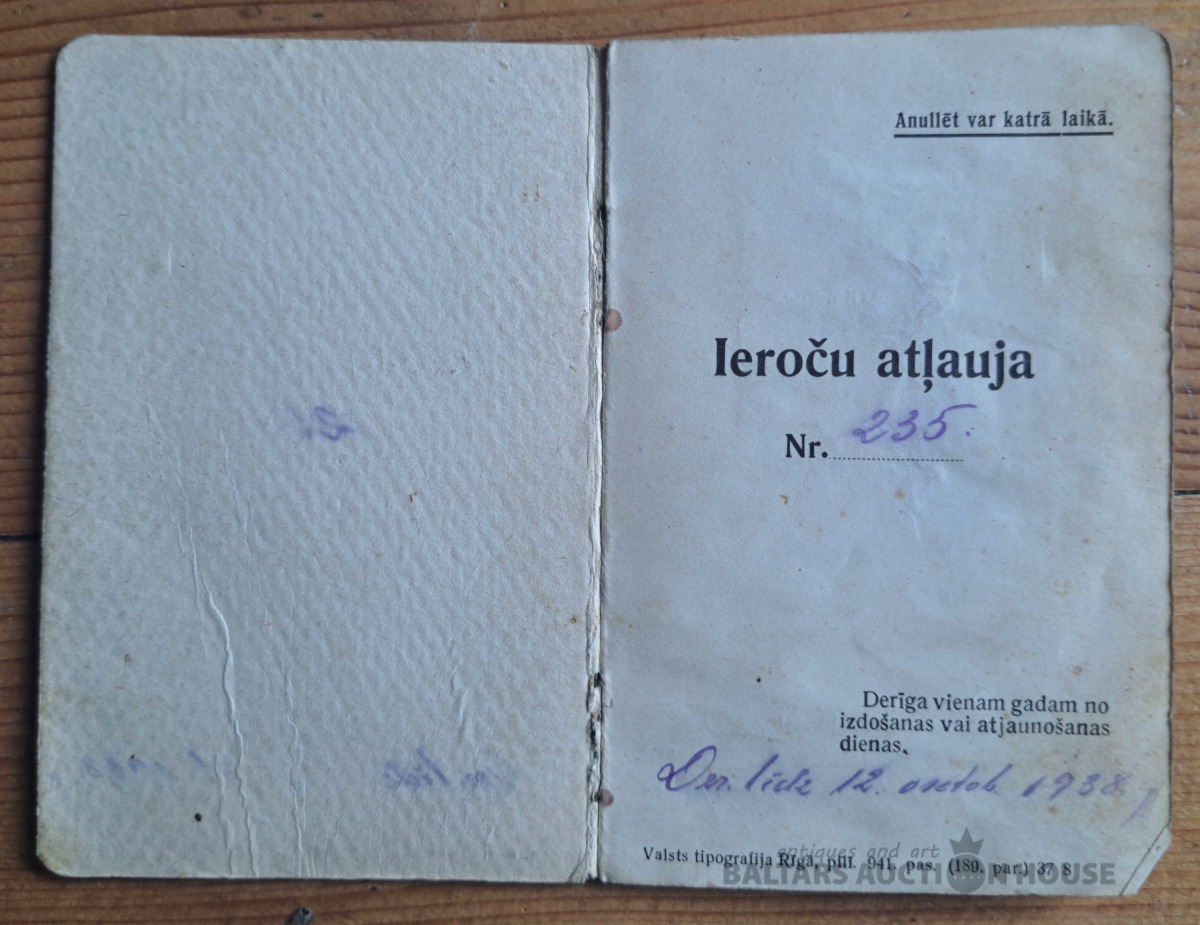 Anullēt var katrā laikā.
Ieroču atļauja
Nr. 235.
Derīga vienam gadam no
izdošanas vai atjaunošanas
dienas.
Der. līdz 12. oktob. 1938.
Valsts tipografija Rīgā, pilī. 941. pas. (189. par.) 37 8
antiques and art
BALTARS AUCTION HOUSE